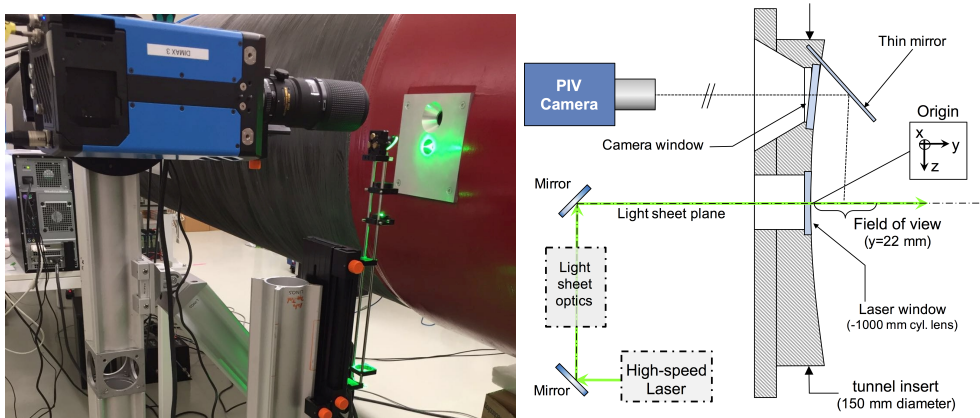 DIMAX 3
Thin mirror
PIV
Camera
Origin
x
y
z
Camera window
Mirror
Light sheet plane
Field of view
(y=22 mm)
Light
sheet
optics
Laser window
(-1000 mm cyl. lens)
High-speed
Laser
Mirror
tunnel insert
(150 mm diameter)